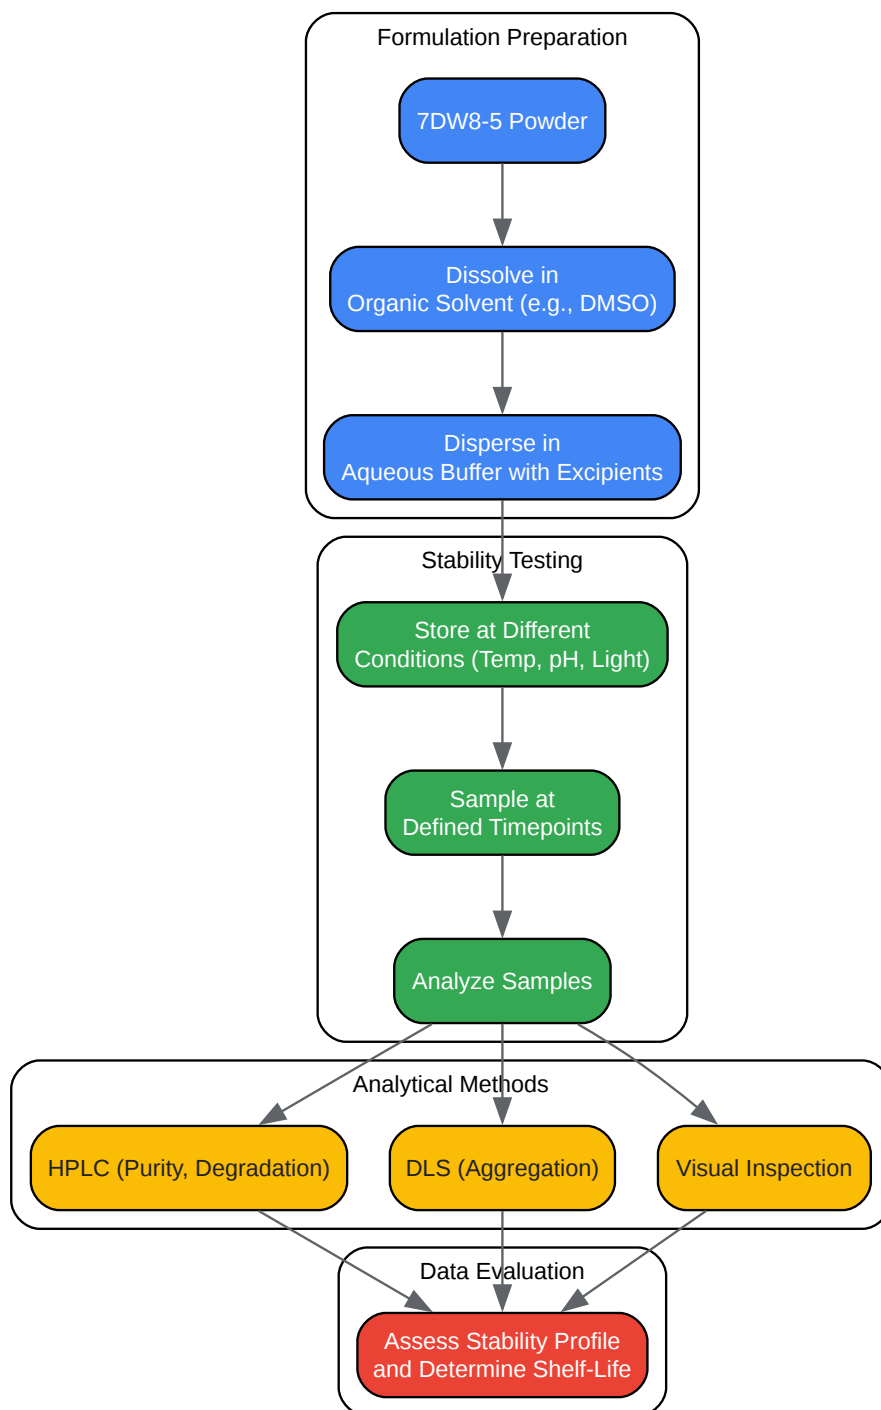 Formulation Preparation
7DW8-5 Powder
Dissolve in
Organic Solvent (e.g., DMSO)
Disperse in
Aqueous Buffer with Excipients
Stability Testing
Store at Different
Conditions (Temp, pH, Light)
Sample at
Defined Timepoints
Analyze Samples
Analytical Methods
HPLC (Purity, Degradation)
DLS (Aggregation)
Visual Inspection
Data Evaluation
Assess Stability Profile
and Determine Shelf-Life